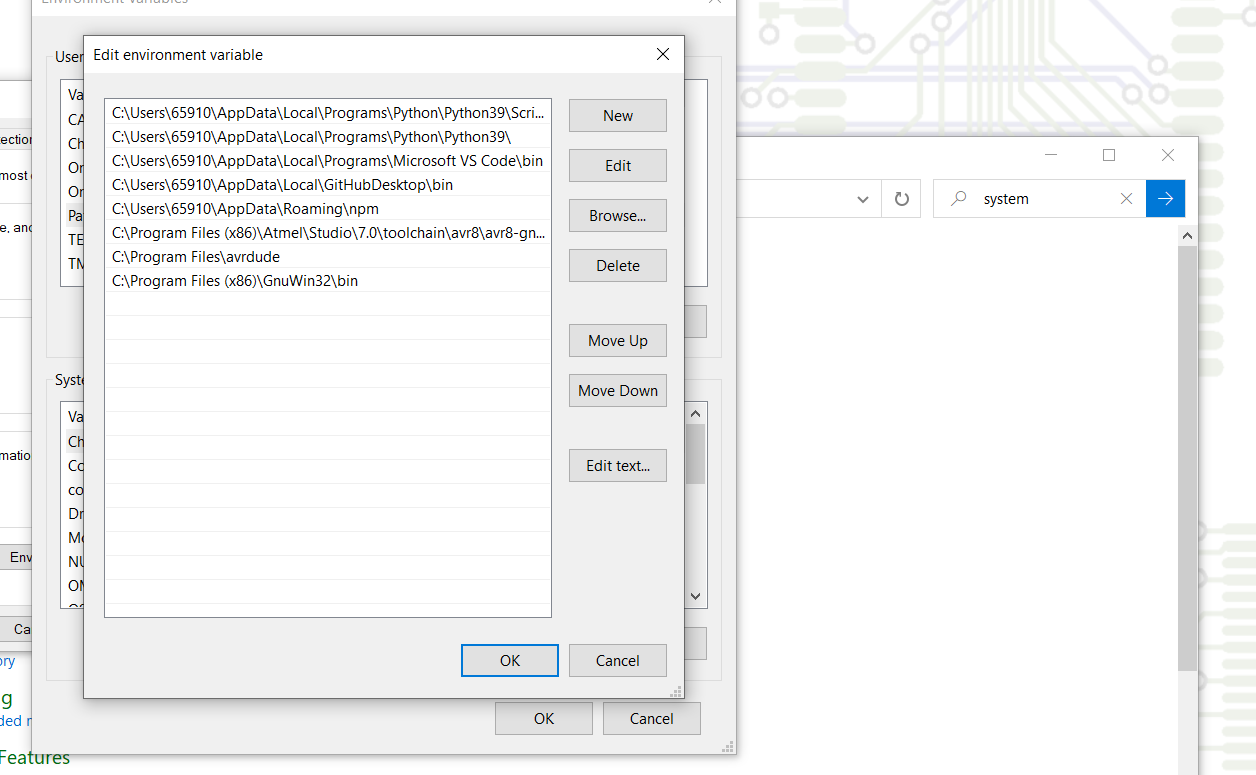 Environment Variables
Edit environment variable
User
Va
CA
Ch
On
On
Pa
TE
TM
C:\Users\65910\AppData\Local\Programs\Python\Python39\Scri...
C:\Users\65910\AppData\Local\Programs\Python\Python39\
C:\Users\65910\AppData\Local\Programs\Microsoft VS Code\bin
C:\Users\65910\AppData\Local\GitHubDesktop\bin
C:\Users\65910\AppData\Roaming\npm
C:\Program Files (x86)\Atmel\Studio\7.0\toolchain\avr8\avr8-gn...
C:\Program Files\avrdude
C:\Program Files (x86)\GnuWin32\bin
New
Edit
Browse...
Delete
Move Up
Move Down
Edit text...
OK
Cancel
Syste
Va
Ch
Co
co
Dr
Mo
NU
OM
OK
Cancel
system
tection
most
e, and
matio
Env
Ca
ory
g
ded
Features